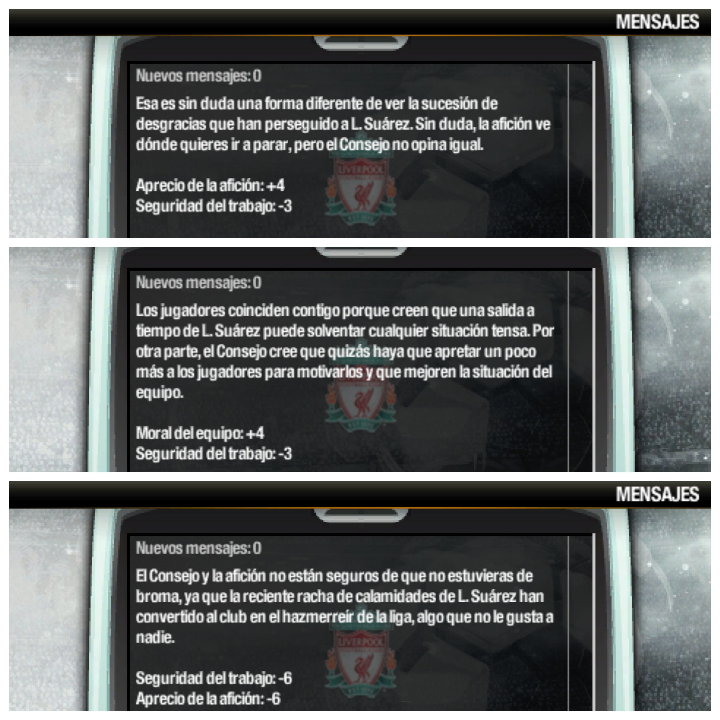 MENSAJES
Nuevos mensajes: 0
Esa es sin duda una forma diferente de ver la sucesión de
desgracias que han perseguido a L. Suárez. Sin duda, la afición ve
dónde quieres ir a parar, pero el Consejo no opina igual.
Aprecio de la afición: +4
Seguridad del trabajo: -3
LIVERPOOL
Nuevos mensajes: 0
Los jugadores coinciden contigo porque creen que una salida a
tiempo de L. Suárez puede solventar cualquier situación tensa. Por
otra parte, el Consejo cree que quizás haya que apretar un poco
más a los jugadores para motivarlos y que mejoren la situación del
equipo.
Moral del equipo: +4
Seguridad del trabajo: -3
MENSAJES
Nuevos mensajes: 0
El Consejo y la afición no están seguros de que no estuvieras de
broma, ya que la reciente racha de calamidades de L. Suárez han
convertido al club en el hazmerreír de la liga, algo que no le gusta a
nadie.
LIVERPOOL
Seguridad del trabajo: -6
Aprecio de la afición: -6